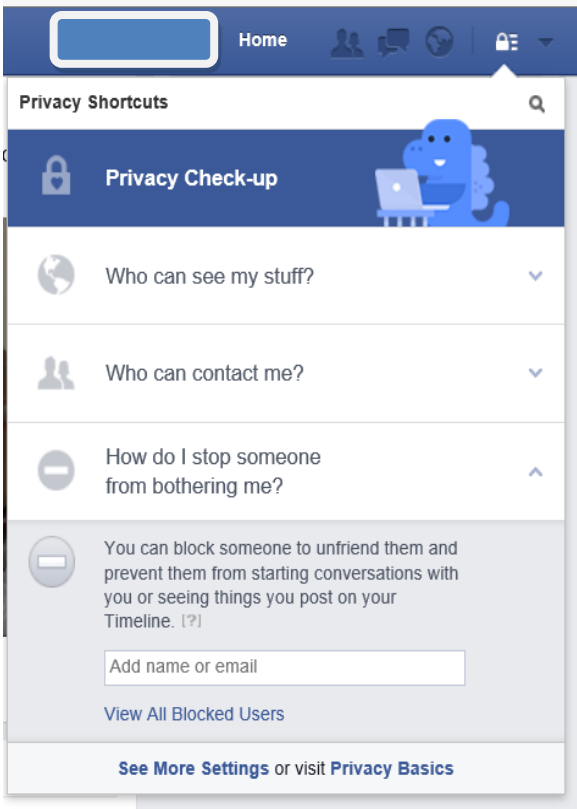 Home
Privacy Shortcuts
Privacy Check-up
Who can see my stuff?
Who can contact me?
How do I stop someone
from bothering me?
You can block someone to unfriend them and
prevent them from starting conversations with
you or seeing things you post on your
Timeline. [?]
Add name or email
View All Blocked Users
See More Settings or visit Privacy Basics